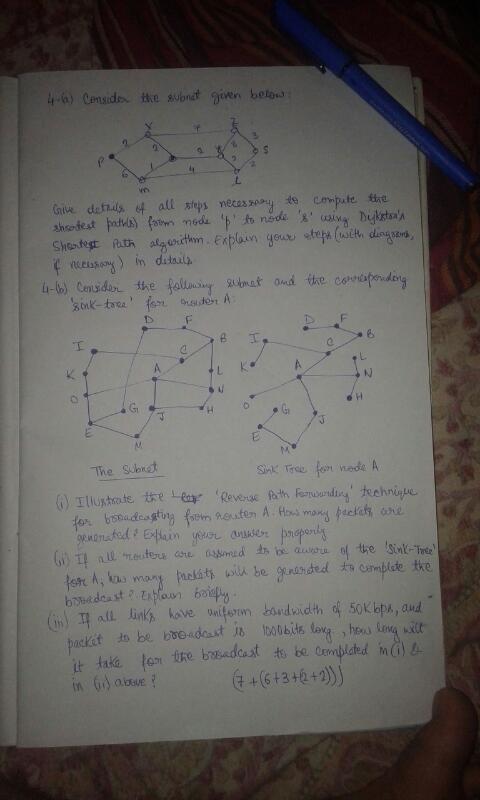 4-(a) Consider the subnet given below:
Y 7 Z
2 2 3 8
P 2 S
6 1 4 2 2
m L
Give details of all steps necessary to compute the
shortest path(s) from node 'p' to node 's' using Dijkstra's
Shortest Path algorithm. Explain your steps (with diagrams,
if necessary) in details.
4-(b) Consider the following subnet and the corresponding
'sink-tree' for router A:
D F D F
I B I B
C C
K A L K A L
O N O N
G J H G J H
E E
M M
The Subnet Sink Tree for node A
(i) Illustrate the 'Reverse Path Forwarding' technique
for broadcasting from router A. How many packets are
generated? Explain your answer properly
(ii) If all routers are assumed to be aware of the 'Sink-Tree'
for A, how many packets will be generated to complete the
broadcast? Explain briefly.
(iii) If all links have uniform bandwidth of 50Kbps, and
packet to be broadcast is 1000bits long, how long will
it take for the broadcast to be completed in (i) &
in (ii) above? (7+(6+3+(2+2)))